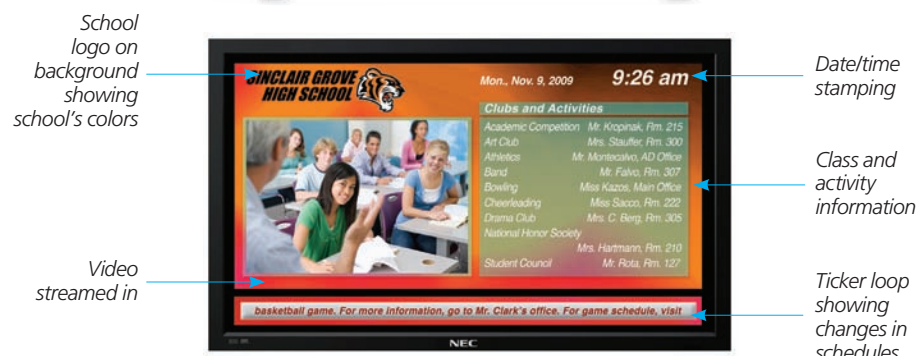 School
logo on
background
showing
school's colors
Video
streamed in
SINCLAIR GROVE
HIGH SCHOOL
Mon., Nov. 9, 2009 9:26 am
Clubs and Activities
Academic Competition Mr. Kropinak, Rm. 215
Art Club Mrs. Stauffer, Rm. 300
Athletics Mr. Montecalvo, AD Office
Band Mr. Falvo, Rm. 307
Bowling Miss Kazos, Main Office
Cheerleading Miss Sacco, Rm. 222
Drama Club Mrs. C. Berg, Rm. 305
National Honor Society
Mrs. Hartmann, Rm. 210
Student Council Mr. Rota, Rm. 127
basketball game. For more information, go to Mr. Clark's office. For game schedule, visit
NEC
Date/time
stamping
Class and
activity
information
Ticker loop
showing
changes in
schedules